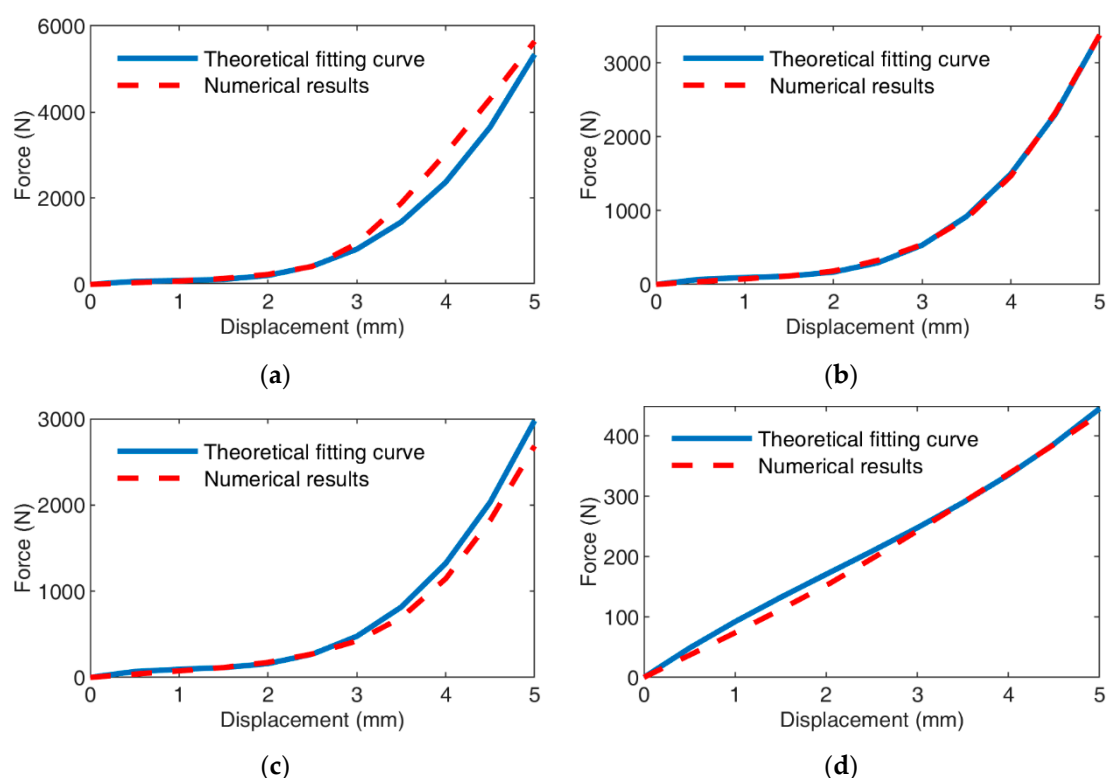 6000
4000
2000
0
Force (N)
Theoretical fitting curve
Numerical results
0 1 2 3 4 5
Displacement (mm)
(a)
3000
2000
1000
0
Force (N)
Theoretical fitting curve
Numerical results
0 1 2 3 4 5
Displacement (mm)
(b)
3000
2000
1000
0
Force (N)
Theoretical fitting curve
Numerical results
0 1 2 3 4 5
Displacement (mm)
(c)
400
300
200
100
0
Force (N)
Theoretical fitting curve
Numerical results
0 1 2 3 4 5
Displacement (mm)
(d)